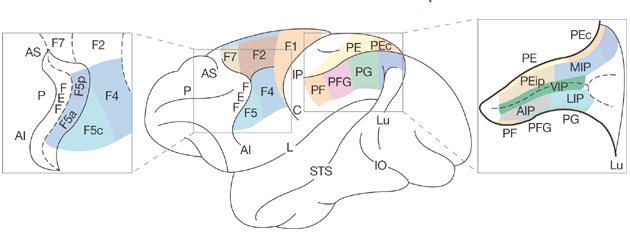 F7
F2
AS
F5p
P
F
E
F
F4
F5a
F5c
AI
F7
F2
F1
AS
P
F
E
F
F4
F5
AI
PE
PEc
IP
PG
PFG
PF
C
Lu
L
STS
IO
PEc
PE
MIP
PEip
VIP
LIP
AIP
PG
PFG
PF
Lu